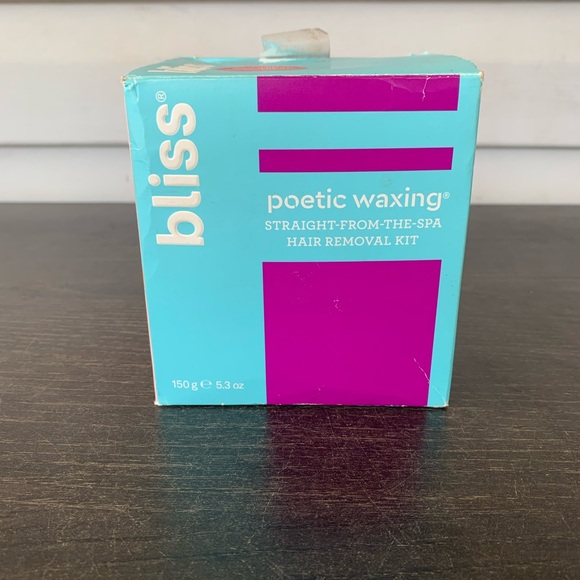 bliss®
poetic waxing®
STRAIGHT-FROM-THE-SPA
HAIR REMOVAL KIT
150 g ℮ 5.3 oz